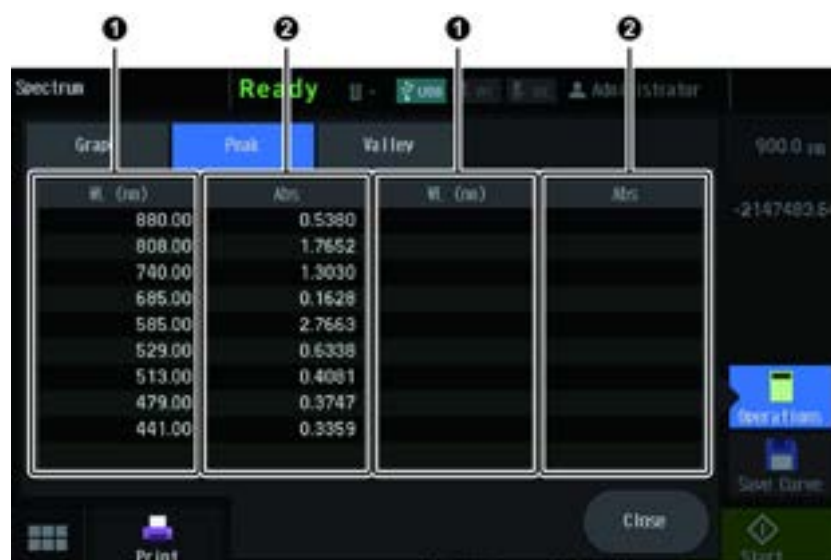 ❶ ❷ ❶ ❷
Spectrum Ready USB Administrator
Graph Peak Valley
900.0 nm
WL (nm) Abs WL (nm) Abs
880.00 0.5380
808.00 1.7652
740.00 1.3030
685.00 0.1628
585.00 2.7663
529.00 0.6338
513.00 0.4081
479.00 0.3747
441.00 0.3359
Operations
Save Curve
Close
Print
Start